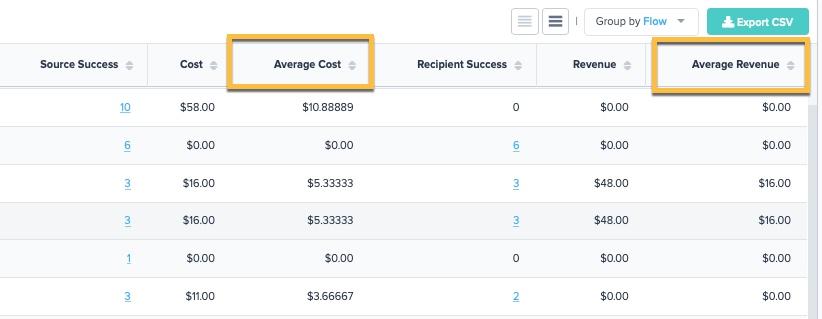 Group by Flow Export CSV
Source Success Cost Average Cost Recipient Success Revenue Average Revenue
10 $58.00 $10.88889 0 $0.00 $0.00
6 $0.00 $0.00 6 $0.00 $0.00
3 $16.00 $5.33333 3 $48.00 $16.00
3 $16.00 $5.33333 3 $48.00 $16.00
1 $0.00 $0.00 0 $0.00 $0.00
3 $11.00 $3.66667 2 $0.00 $0.00